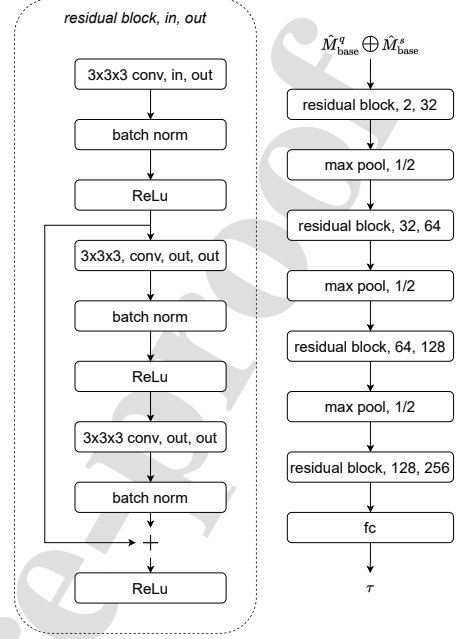 residual block, in, out
3x3x3 conv, in, out
batch norm
ReLu
3x3x3, conv, out, out
batch norm
ReLu
3x3x3 conv, out, out
batch norm
+
ReLu
M̂^q_base ⊕ M̂^s_base
residual block, 2, 32
max pool, 1/2
residual block, 32, 64
max pool, 1/2
residual block, 64, 128
max pool, 1/2
residual block, 128, 256
fc
τ
e-proof